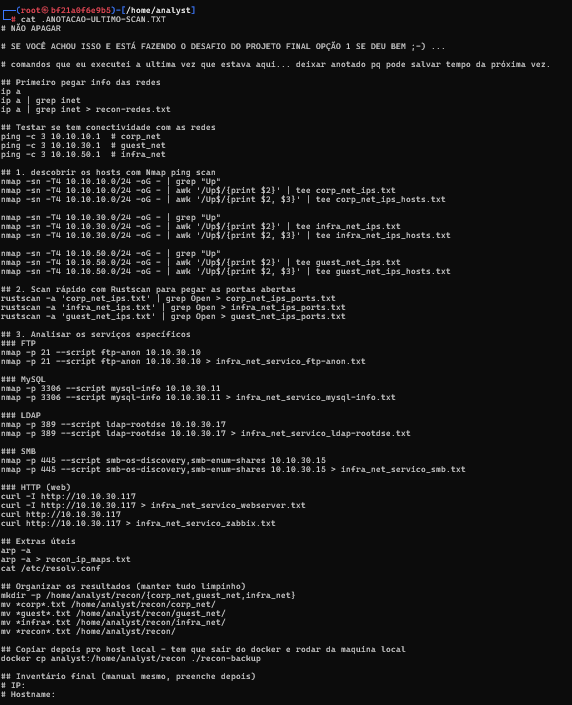 ┌──(root㉿bf21a0f6e9b5)-[/home/analyst]
└─# cat .ANOTACAO-ULTIMO-SCAN.TXT
# NÃO APAGAR

# SE VOCÊ ACHOU ISSO E ESTÁ FAZENDO O DESAFIO DO PROJETO FINAL OPÇÃO 1 SE DEU BEM ;-) ...

# comandos que eu executei a ultima vez que estava aqui... deixar anotado pq pode salvar tempo da próxima vez.

## Primeiro pegar info das redes
ip a
ip a | grep inet
ip a | grep inet > recon-redes.txt

## Testar se tem conectividade com as redes
ping -c 3 10.10.10.1  # corp_net
ping -c 3 10.10.30.1  # guest_net
ping -c 3 10.10.50.1  # infra_net

## 1. descobrir os hosts com Nmap ping scan
nmap -sn -T4 10.10.10.0/24 -oG - | grep "Up"
nmap -sn -T4 10.10.10.0/24 -oG - | awk '/Up$/{print $2}' | tee corp_net_ips.txt
nmap -sn -T4 10.10.10.0/24 -oG - | awk '/Up$/{print $2, $3}' | tee corp_net_ips_hosts.txt

nmap -sn -T4 10.10.30.0/24 -oG - | grep "Up"
nmap -sn -T4 10.10.30.0/24 -oG - | awk '/Up$/{print $2}' | tee infra_net_ips.txt
nmap -sn -T4 10.10.30.0/24 -oG - | awk '/Up$/{print $2, $3}' | tee infra_net_ips_hosts.txt

nmap -sn -T4 10.10.50.0/24 -oG - | grep "Up"
nmap -sn -T4 10.10.50.0/24 -oG - | awk '/Up$/{print $2}' | tee guest_net_ips.txt
nmap -sn -T4 10.10.50.0/24 -oG - | awk '/Up$/{print $2, $3}' | tee guest_net_ips_hosts.txt

## 2. Scan rápido com Rustscan para pegar as portas abertas
rustscan -a 'corp_net_ips.txt' | grep Open > corp_net_ips_ports.txt
rustscan -a 'infra_net_ips.txt' | grep Open > infra_net_ips_ports.txt
rustscan -a 'guest_net_ips.txt' | grep Open > guest_net_ips_ports.txt

## 3. Analisar os serviços específicos
### FTP
nmap -p 21 --script ftp-anon 10.10.30.10
nmap -p 21 --script ftp-anon 10.10.30.10 > infra_net_servico_ftp-anon.txt

### MySQL
nmap -p 3306 --script mysql-info 10.10.30.11
nmap -p 3306 --script mysql-info 10.10.30.11 > infra_net_servico_mysql-info.txt

### LDAP
nmap -p 389 --script ldap-rootdse 10.10.30.17
nmap -p 389 --script ldap-rootdse 10.10.30.17 > infra_net_servico_ldap-rootdse.txt

### SMB
nmap -p 445 --script smb-os-discovery,smb-enum-shares 10.10.30.15
nmap -p 445 --script smb-os-discovery,smb-enum-shares 10.10.30.15 > infra_net_servico_smb.txt

### HTTP (web)
curl -I http://10.10.30.117
curl -I http://10.10.30.117 > infra_net_servico_webserver.txt
curl http://10.10.30.117
curl http://10.10.30.117 > infra_net_servico_zabbix.txt

## Extras úteis
arp -a
arp -a > recon_ip_maps.txt
cat /etc/resolv.conf

## Organizar os resultados (manter tudo limpinho)
mkdir -p /home/analyst/recon/{corp_net,guest_net,infra_net}
mv *corp*.txt /home/analyst/recon/corp_net/
mv *guest*.txt /home/analyst/recon/guest_net/
mv *infra*.txt /home/analyst/recon/infra_net/
mv *recon*.txt /home/analyst/recon/

## Copiar depois pro host local - tem que sair do docker e rodar da maquina local
docker cp analyst:/home/analyst/recon ./recon-backup

## Inventário final (manual mesmo, preenche depois)
# IP:
# Hostname: